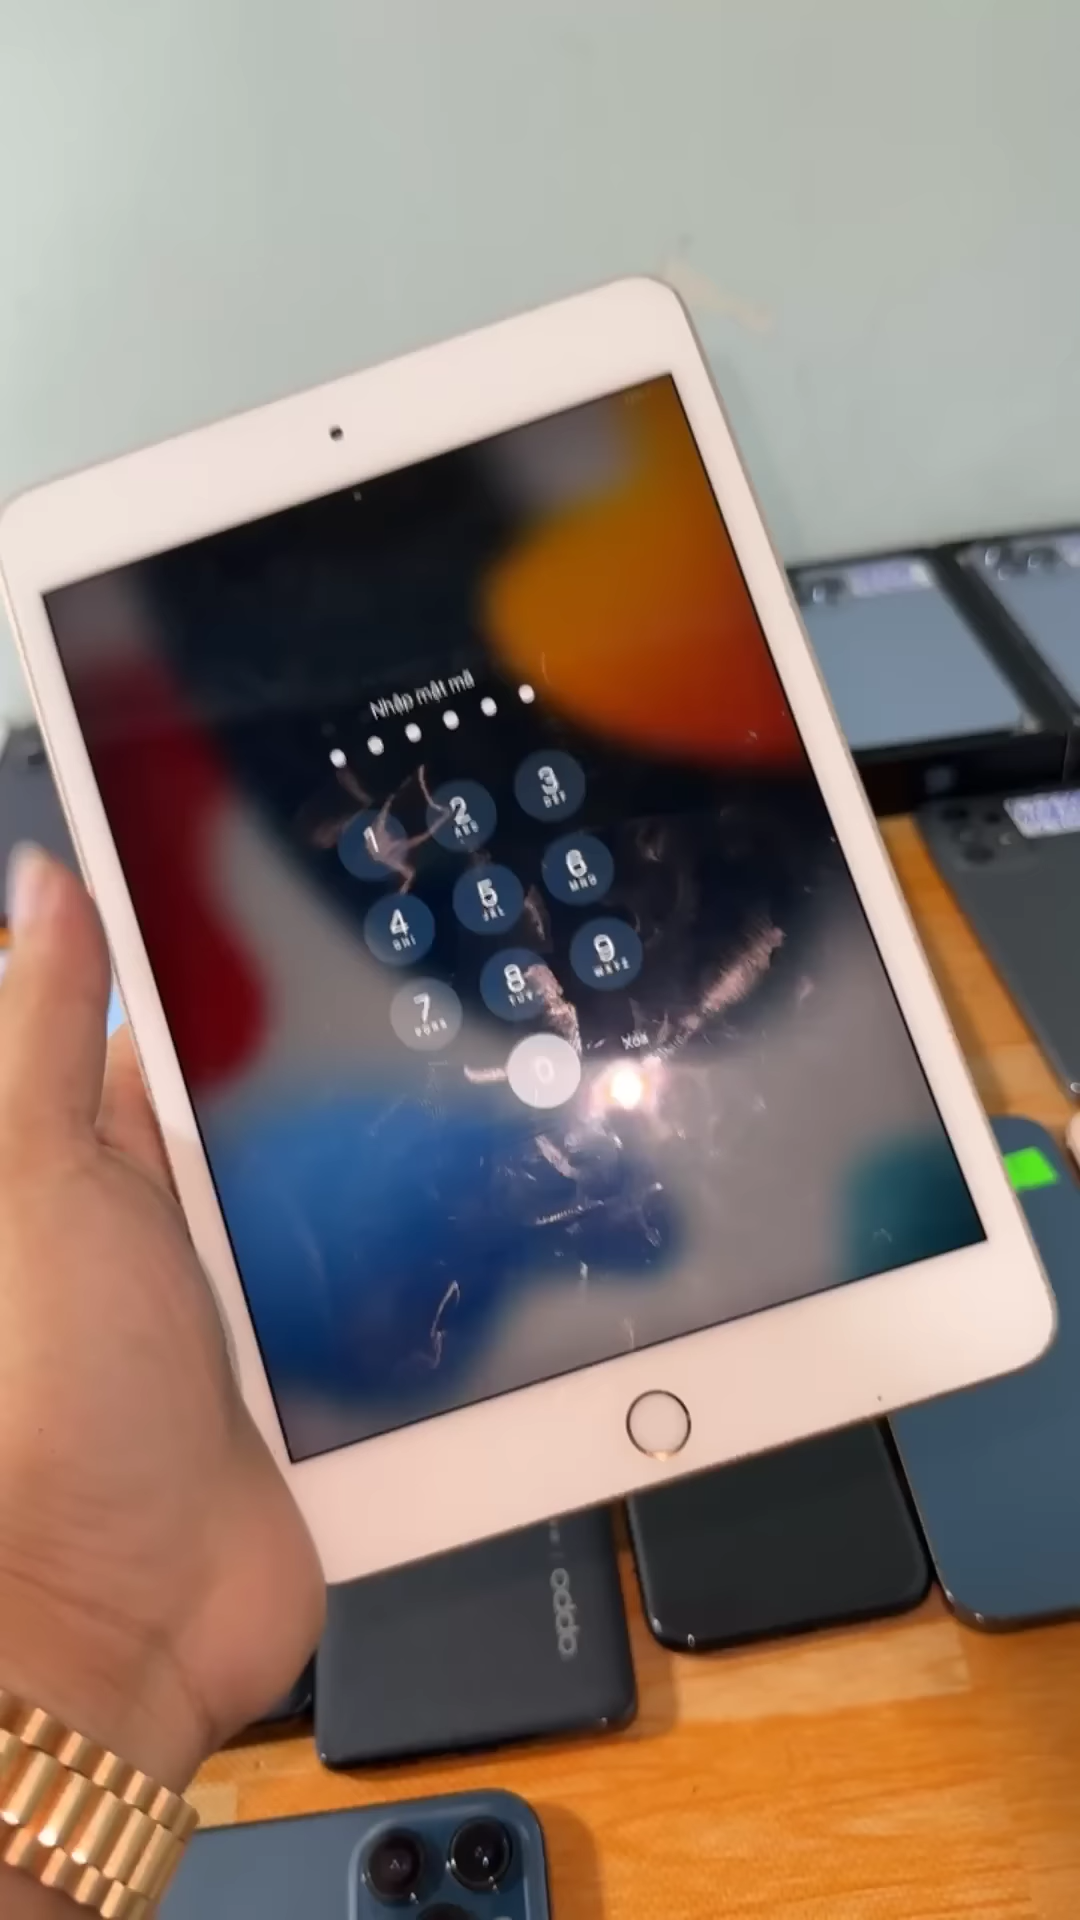 Nhập mật mã
1
2
ABC
3
DEF
4
GHI
5
JKL
6
MNO
7
PQRS
8
TUV
9
WXYZ
0
Xóa
oppo